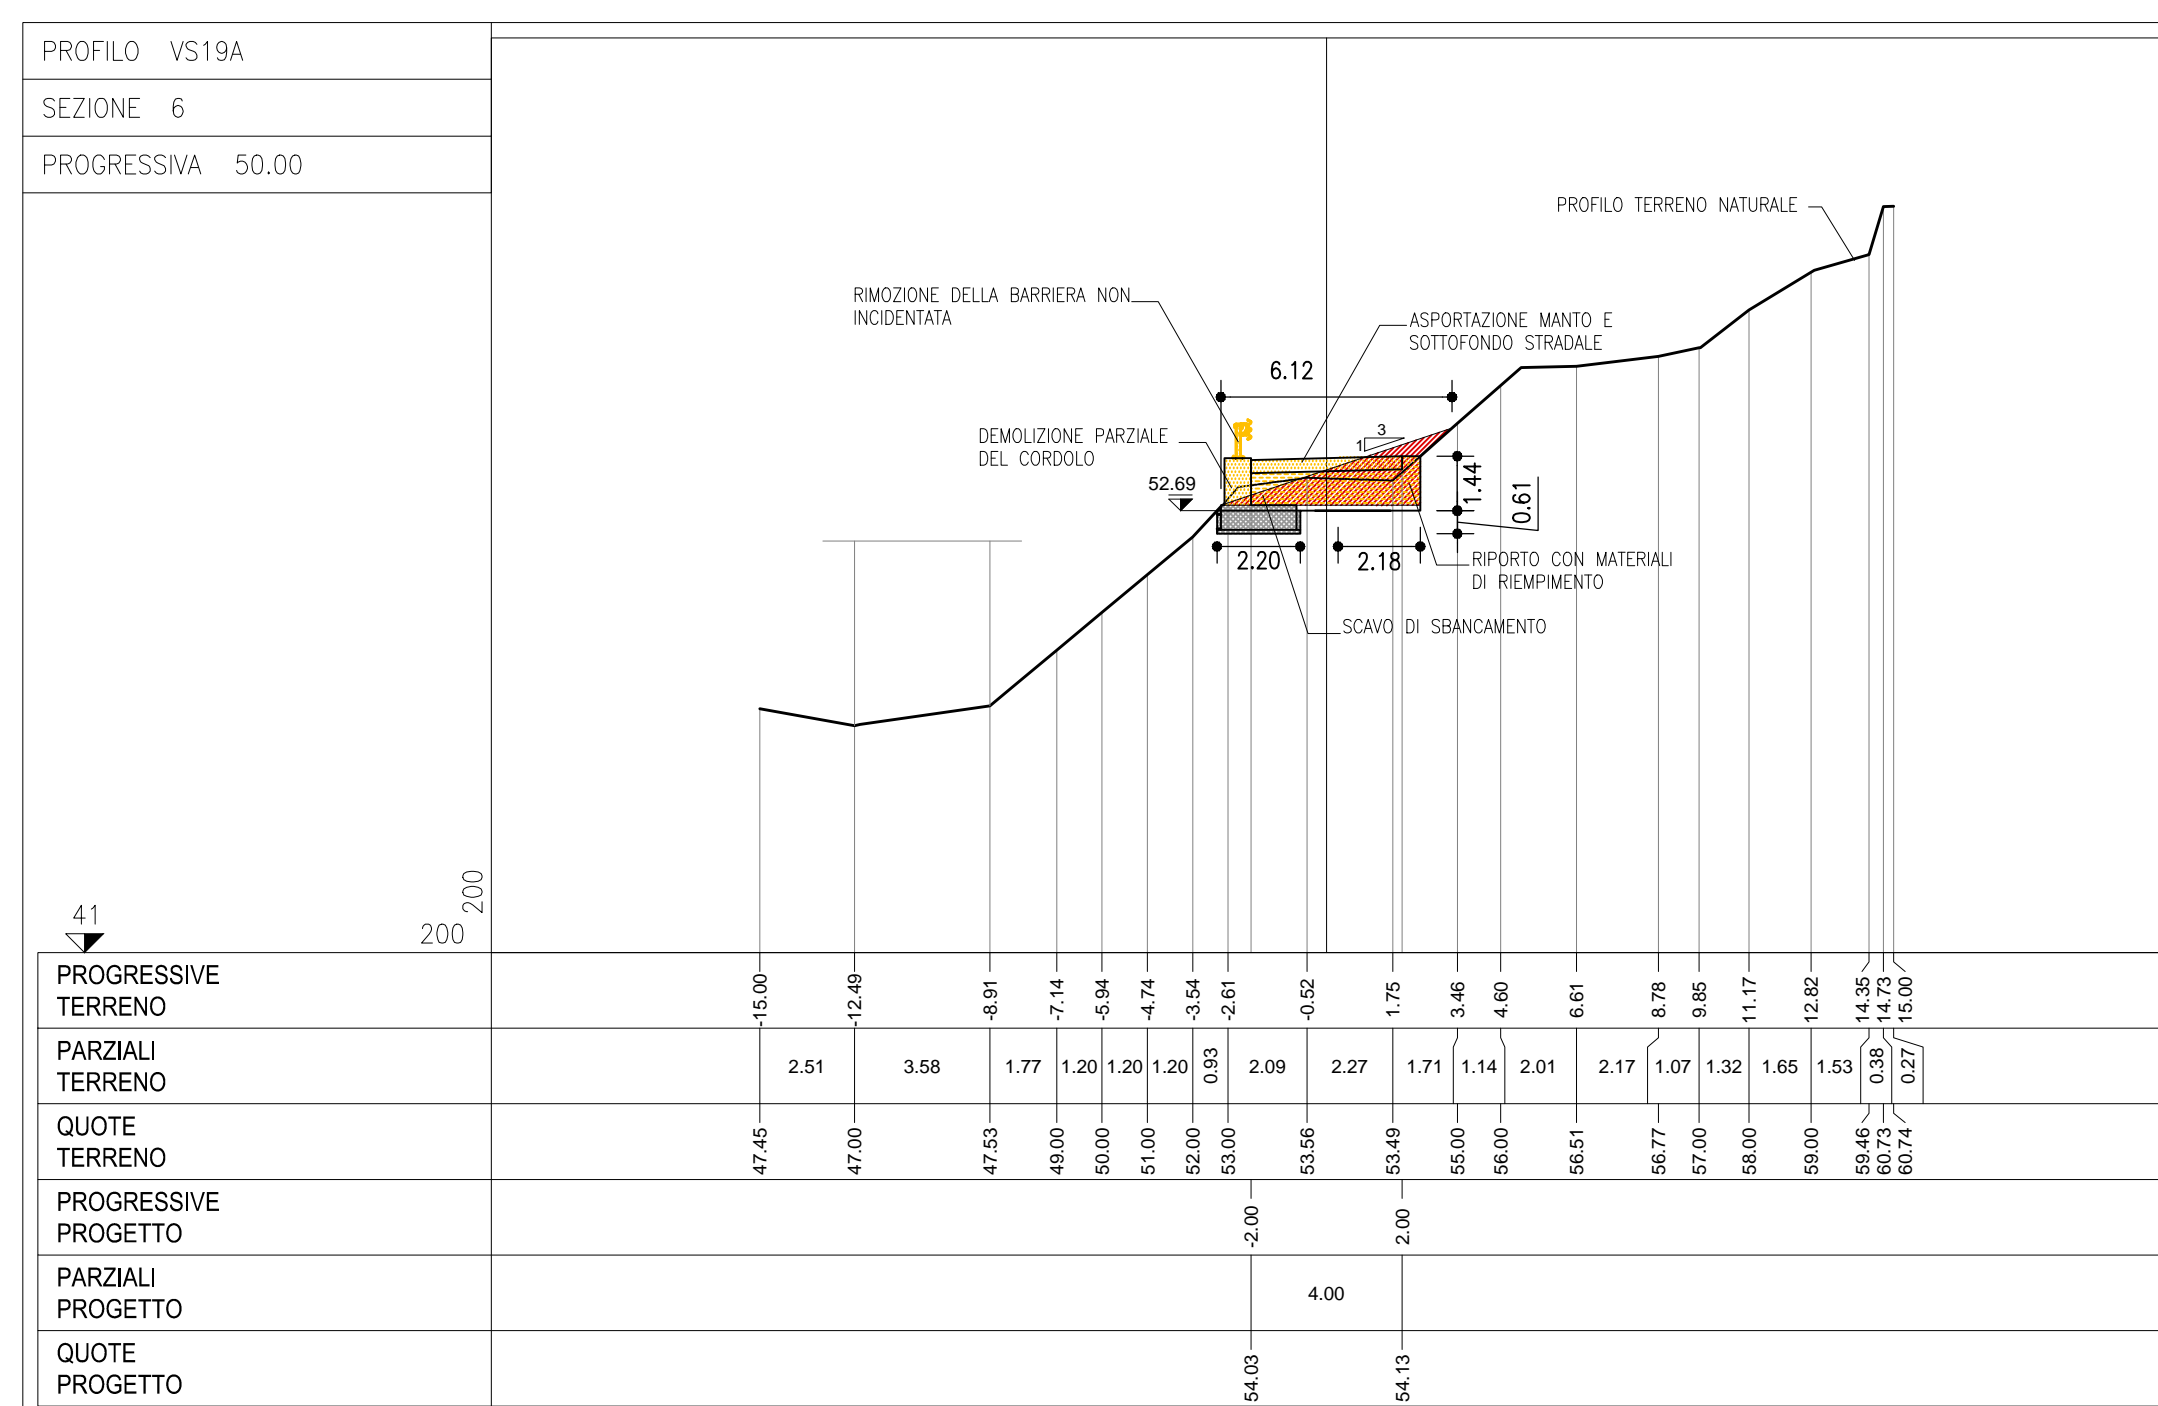 PROFILO VS19A
SEZIONE 6
PROGRESSIVA 50.00
PROFILO TERRENO NATURALE
RIMOZIONE DELLA BARRIERA NON
INCIDENTATA
ASPORTAZIONE MANTO E
SOTTOFONDO STRADALE
6.12
3
1
DEMOLIZIONE PARZIALE
DEL CORDOLO
52.69
1.44
0.61
2.20
2.18
RIPORTO CON MATERIALI
DI RIEMPIMENTO
SCAVO DI SBANCAMENTO
200
200
41
PROGRESSIVE
TERRENO
-15.00 -12.49 -8.91 -7.14 -5.94 -4.74 -3.54 -2.61 -0.52 1.75 3.46 4.60 6.61 8.78 9.85 11.17 12.82 14.35 14.73 15.00
PARZIALI
TERRENO
2.51 3.58 1.77 1.20 1.20 1.20 0.93 2.09 2.27 1.71 1.14 2.01 2.17 1.07 1.32 1.65 1.53 0.38 0.27
QUOTE
TERRENO
47.45 47.00 47.53 49.00 50.00 51.00 52.00 53.00 53.56 53.49 55.00 56.00 56.51 56.77 57.00 58.00 59.00 59.46 60.73 60.74
PROGRESSIVE
PROGETTO
-2.00 2.00
PARZIALI
PROGETTO
4.00
QUOTE
PROGETTO
54.03 54.13